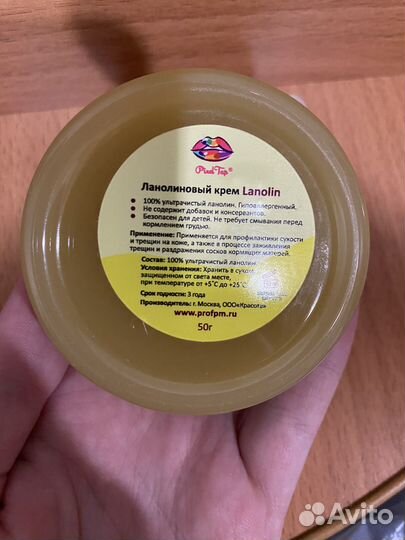 Pixel Tap®
Ланолиновый крем Lanolin
• 100% ультрачистый ланолин. Гипоаллергенный.
• Не содержит добавок и консервантов.
• Безопасен для детей. Не требует смывания перед
кормлением грудью.
Применение: Применяется для профилактики сухости
и трещин на коже, а также в процессе заживления
трещин и раздражения сосков кормящих матерей.
Состав: 100% ультрачистый ланолин
Условия хранения: Хранить в сухом,
защищенном от света месте,
при температуре от +5˚C до +25˚C
Срок годности: 3 года
Производитель: г. Москва, ООО«Красота»
www.profpm.ru
50г
Avito